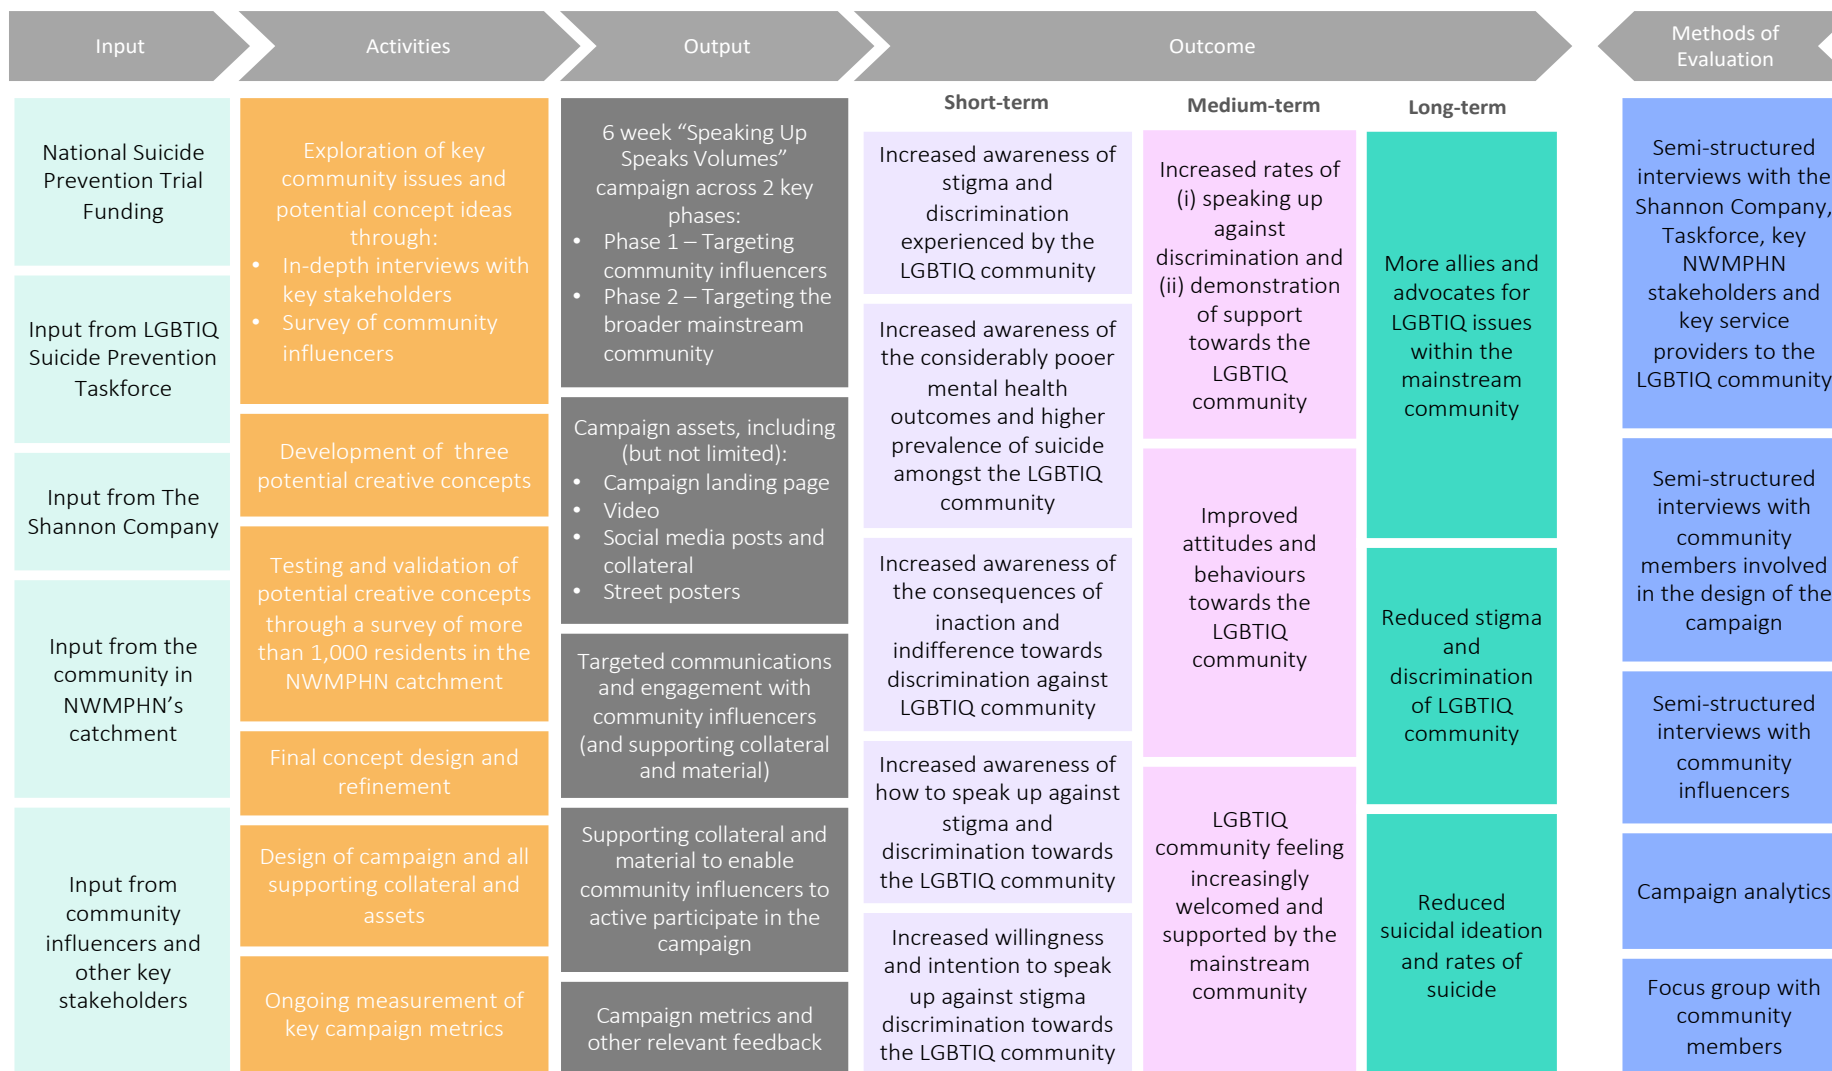 Input
Activities
Output
Outcome
Methods of
Evaluation
National Suicide
Prevention Trial
Funding
Input from LGBTIQ
Suicide Prevention
Taskforce
Input from The
Shannon Company
Input from the
community in
NWMPHN’s
catchment
Input from
community
influencers and
other key
stakeholders
Exploration of key
community issues and
potential concept ideas
through:
• In-depth interviews with
key stakeholders
• Survey of community
influencers
Development of three
potential creative concepts
Testing and validation of
potential creative concepts
through a survey of more
than 1,000 residents in the
NWMPHN catchment
Final concept design and
refinement
Design of campaign and all
supporting collateral and
assets
Ongoing measurement of
key campaign metrics
6 week “Speaking Up
Speaks Volumes”
campaign across 2 key
phases:
• Phase 1 – Targeting
community influencers
• Phase 2 – Targeting the
broader mainstream
community
Campaign assets, including
(but not limited):
• Campaign landing page
• Video
• Social media posts and
collateral
• Street posters
Targeted communications
and engagement with
community influencers
(and supporting collateral
and material)
Supporting collateral and
material to enable
community influencers to
active participate in the
campaign
Campaign metrics and
other relevant feedback
Short-term
Increased awareness of
stigma and
discrimination
experienced by the
LGBTIQ community
Increased awareness of
the considerably pooer
mental health
outcomes and higher
prevalence of suicide
amongst the LGBTIQ
community
Increased awareness of
the consequences of
inaction and
indifference towards
discrimination against
LGBTIQ community
Increased awareness of
how to speak up against
stigma and
discrimination towards
the LGBTIQ community
Increased willingness
and intention to speak
up against stigma
discrimination towards
the LGBTIQ community
Medium-term
Increased rates of
(i) speaking up
against
discrimination and
(ii) demonstration
of support
towards the
LGBTIQ
community
Improved
attitudes and
behaviours
towards the
LGBTIQ
community
LGBTIQ
community feeling
increasingly
welcomed and
supported by the
mainstream
community
Long-term
More allies and
advocates for
LGBTIQ issues
within the
mainstream
community
Reduced stigma
and
discrimination
of LGBTIQ
community
Reduced
suicidal ideation
and rates of
suicide
Semi-structured
interviews with the
Shannon Company,
Taskforce, key
NWMPHN
stakeholders and
key service
providers to the
LGBTIQ community
Semi-structured
interviews with
community
members involved
in the design of the
campaign
Semi-structured
interviews with
community
influencers
Campaign analytics
Focus group with
community
members